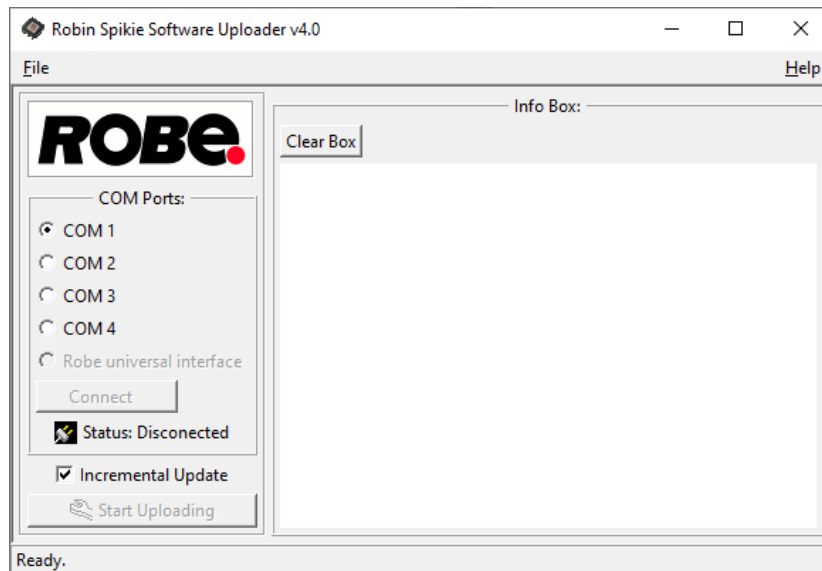 Robin Spikie Software Uploader v4.0
File
Help
ROBe.
COM Ports:
COM 1
COM 2
COM 3
COM 4
Robe universal interface
Connect
Status: Disconected
Incremental Update
Start Uploading
Info Box:
Clear Box
Ready.